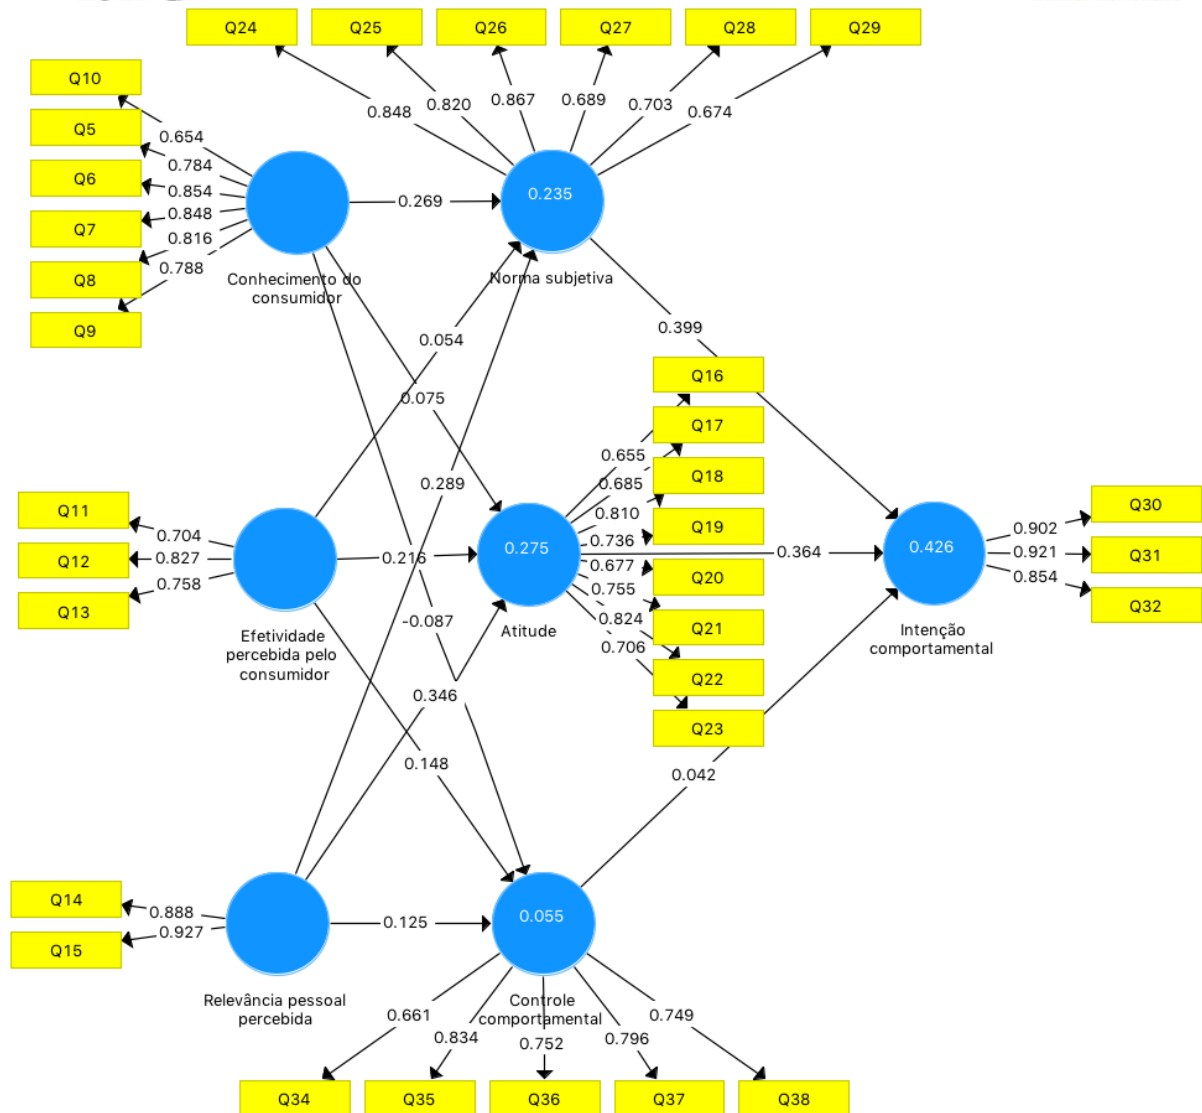 Q24
Q25
Q26
Q27
Q28
Q29
0.848
0.820
0.867
0.689
0.703
0.674
Q10
Q5
Q6
Q7
Q8
Q9
0.654
0.784
0.854
0.848
0.816
0.788
Conhecimento do
consumidor
0.269
0.235
Norma subjetiva
0.399
0.054
0.075
0.289
Q16
Q17
Q18
Q19
Q20
Q21
Q22
Q23
0.655
0.685
0.810
0.736
0.677
0.755
0.824
0.706
Q11
Q12
Q13
0.704
0.827
0.758
Efetividade
percebida pelo
consumidor
0.216
0.275
Atitude
0.364
0.426
Intenção
comportamental
0.902
0.921
0.854
Q30
Q31
Q32
-0.087
0.346
0.148
0.042
Q14
Q15
0.888
0.927
Relevância pessoal
percebida
0.125
0.055
Controle
comportamental
0.661
0.834
0.752
0.796
0.749
Q34
Q35
Q36
Q37
Q38